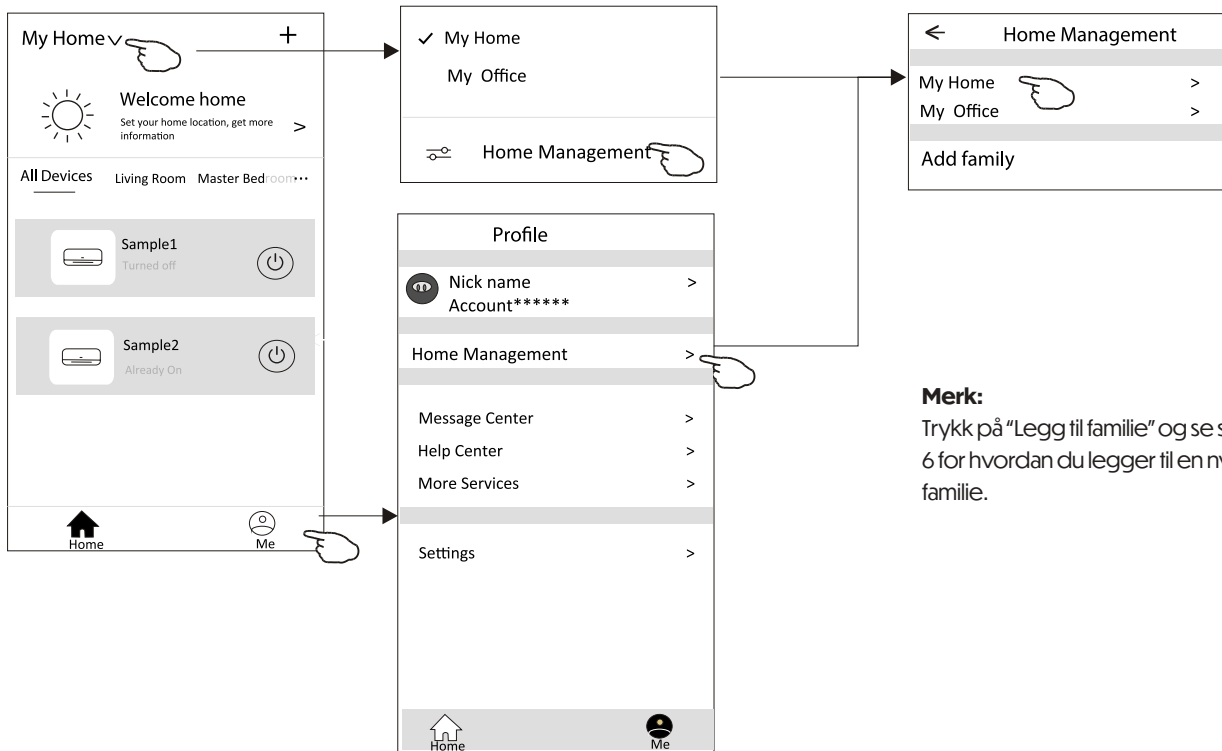 My Home
+
Welcome home
Set your home location, get more
information
>
All Devices Living Room Master Bedroom...
Sample1
Turned off
Sample2
Already On
Home
Me
✓ My Home
My Office
Home Management
Profile
Nick name >
Account******
Home Management >
Message Center >
Help Center >
More Services >
Settings >
Home
Me
Home Management
My Home >
My Office >
Add family
Merk:
Trykk på "Legg til familie" og se
6 for hvordan du legger til en
familie.